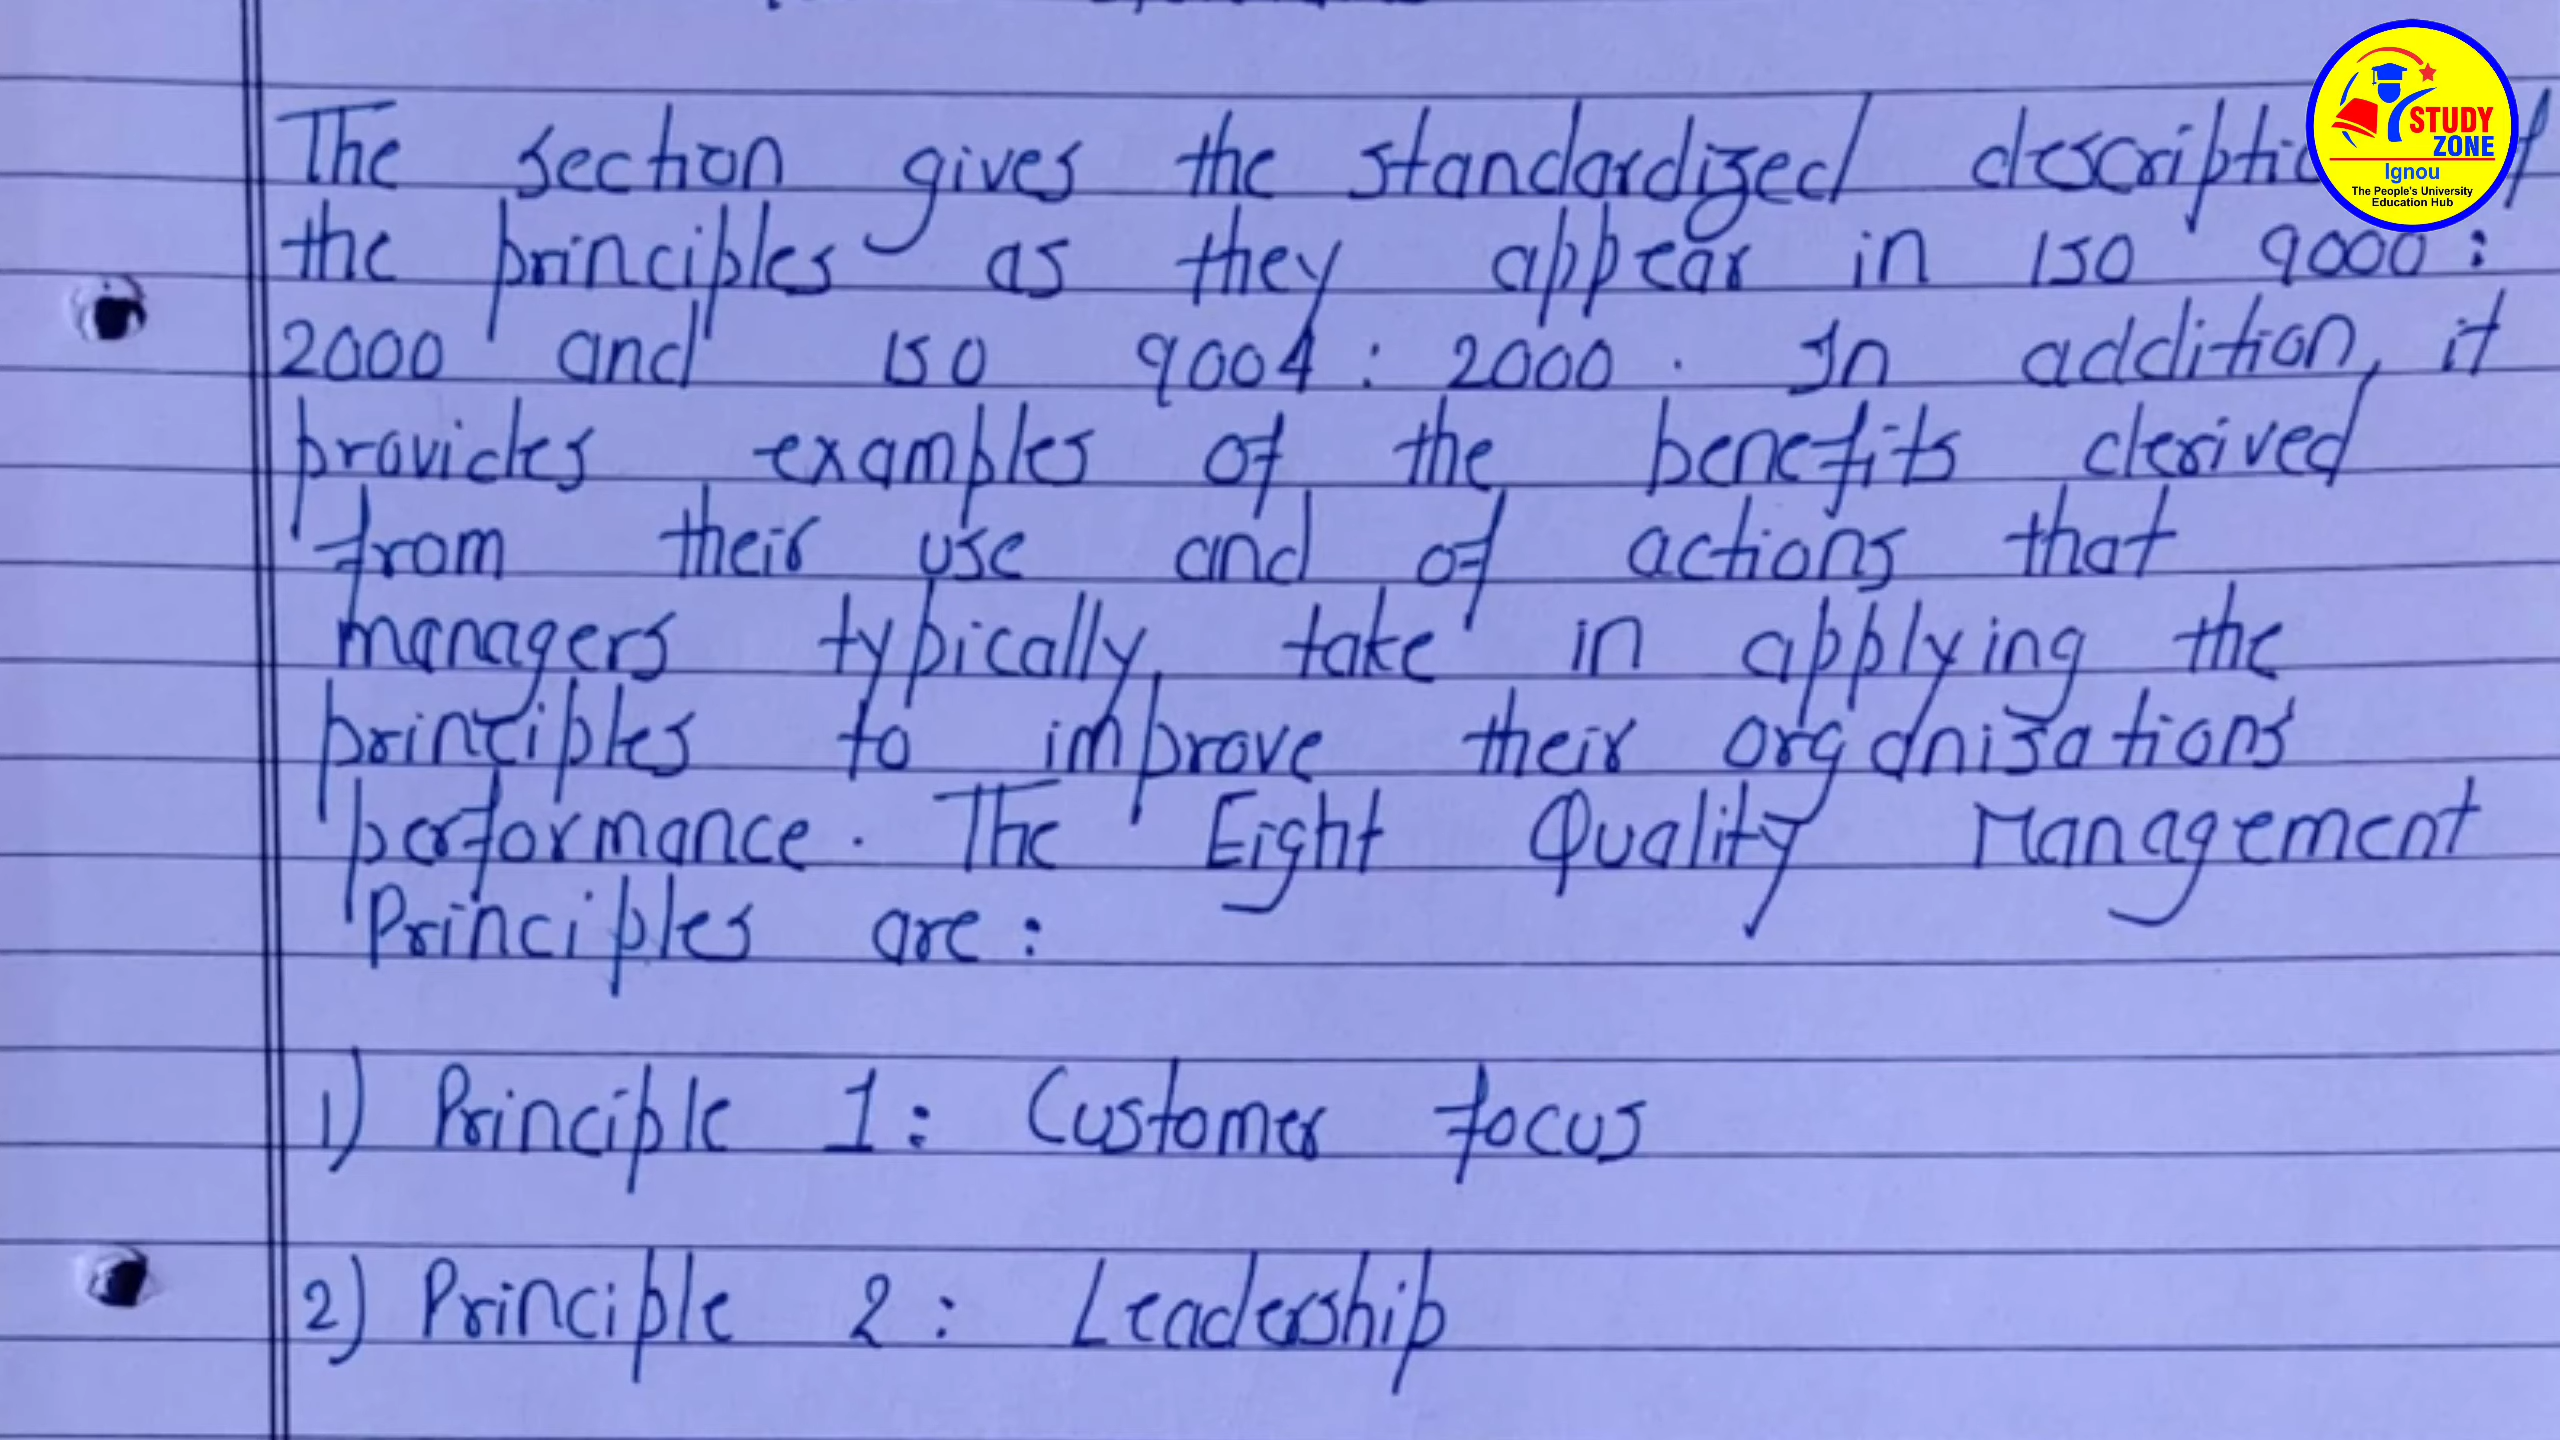 The section gives the standardized
the principles as they appear in ISO 9000:
2000 and ISO 9004: 2000. In addition, it
provides examples of the benefits derived
from their use and of actions that
managers typically, take in applying the
principles to improve their organisations
performance. The Eight Quality Management
Principles are:
1) Principle 1: Customer focus
2) Principle 2: Leadership
STUDY
ZONE
Ignou
The People's University
Education Hub